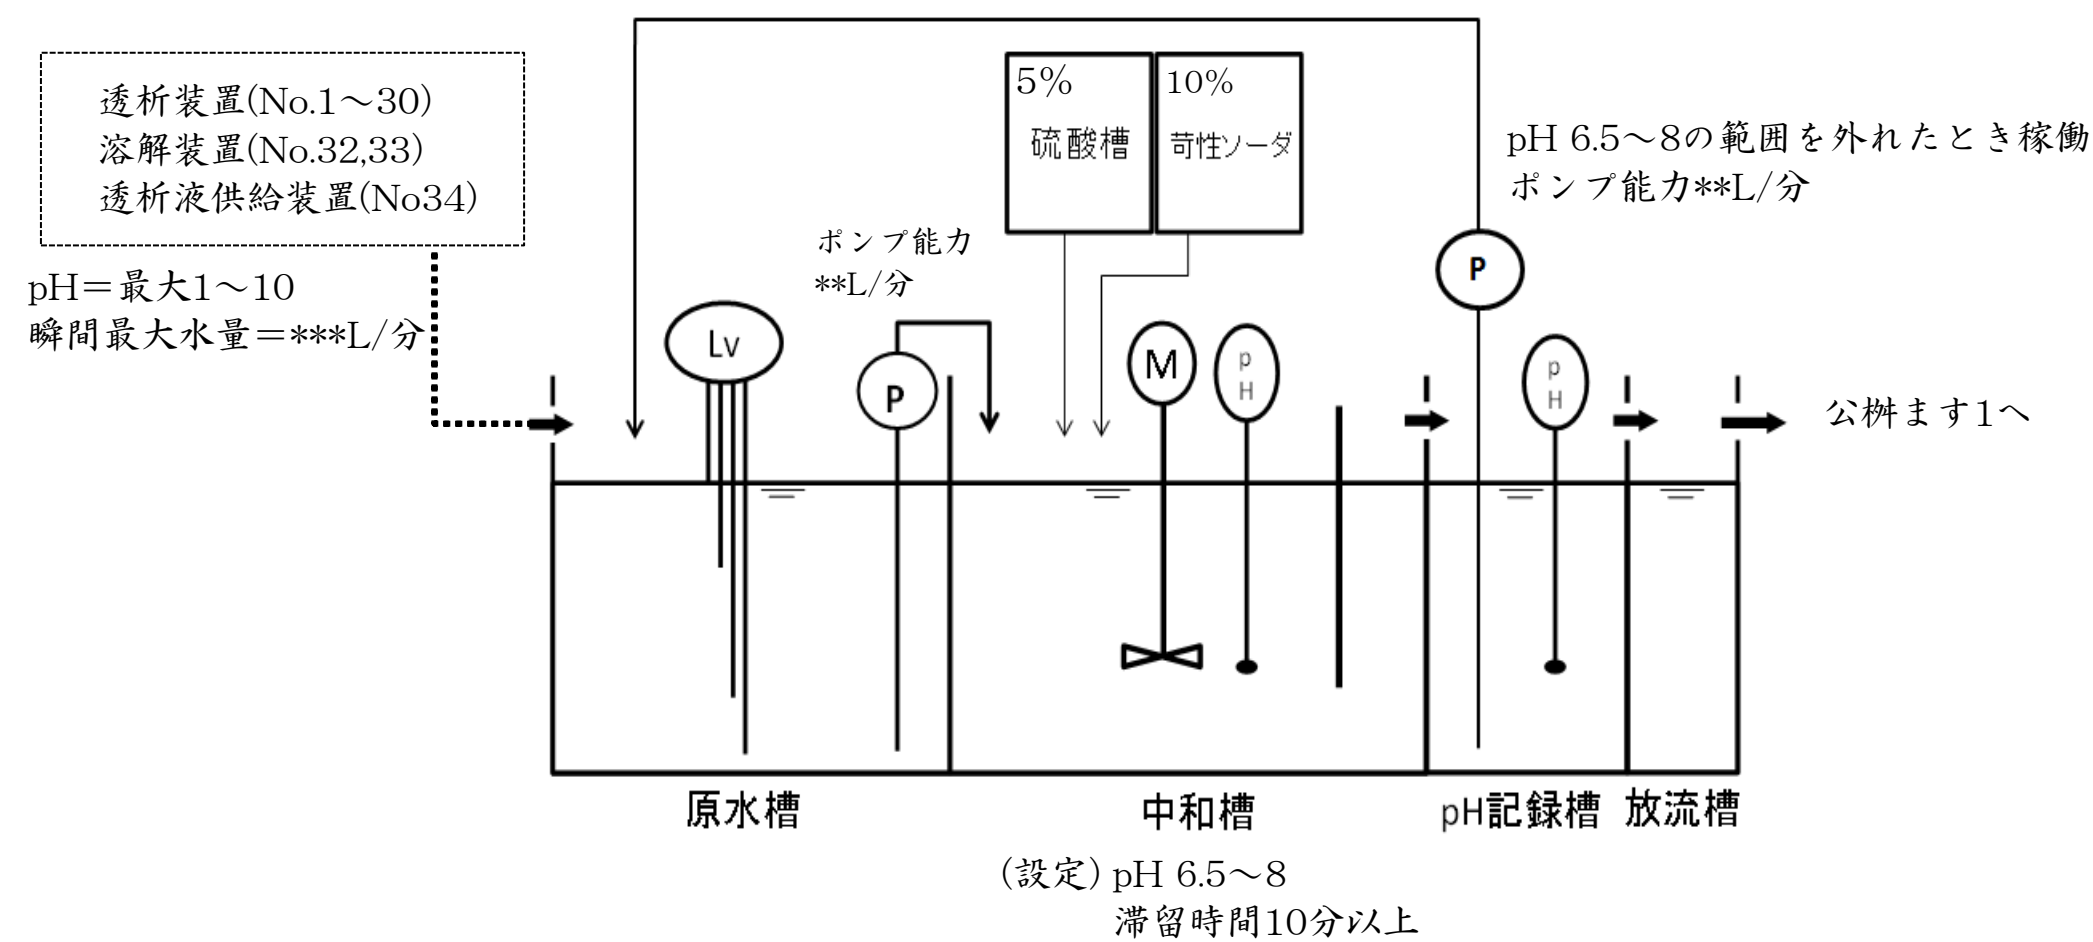 透析装置(No.1～30)
溶解装置(No.32,33)
透析液供給装置(No34)
pH＝最大1～10
瞬間最大水量＝***L/分
5%
硫酸槽
10%
苛性ソーダ
pH 6.5～8の範囲を外れたとき稼働
ポンプ能力**L/分
ポンプ能力
**L/分
P
Lv
P
M
pH
pH
公桝ます1へ
原水槽
中和槽
pH記録槽
放流槽
(設定) pH 6.5～8
滞留時間10分以上